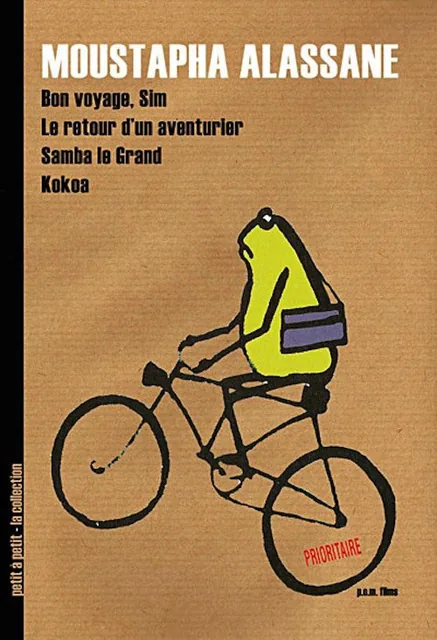 MOUSTAPHA ALASSANE
Bon voyage, Sim
Le retour d'un aventurier
Samba le Grand
Kokoa
PRIORITAIRE
petit à petit - la collection
p.o.m. films